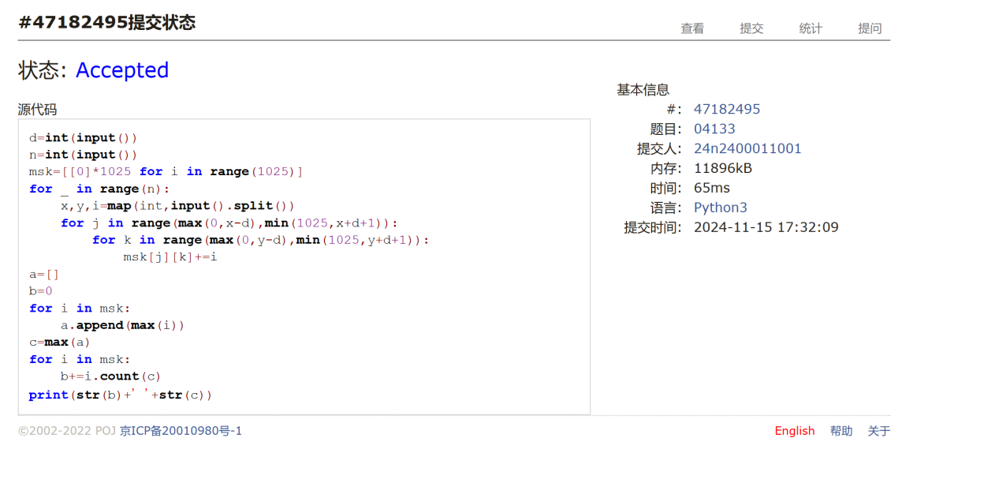 #47182495提交状态
查看 提交 统计 提问
状态: Accepted
基本信息
源代码
#: 47182495
题目: 04133
提交人: 24n2400011001
内存: 11896kB
时间: 65ms
语言: Python3
提交时间: 2024-11-15 17:32:09
d=int(input())
n=int(input())
msk=[[0]*1025 for i in range(1025)]
for _ in range(n):
    x,y,i=map(int,input().split())
    for j in range(max(0,x-d),min(1025,x+d+1)):
        for k in range(max(0,y-d),min(1025,y+d+1)):
            msk[j][k]+=i
a=[]
b=0
for i in msk:
    a.append(max(i))
c=max(a)
for i in msk:
    b+=i.count(c)
print(str(b)+' '+str(c))
©2002-2022 POJ 京ICP备20010980号-1
English 帮助 关于